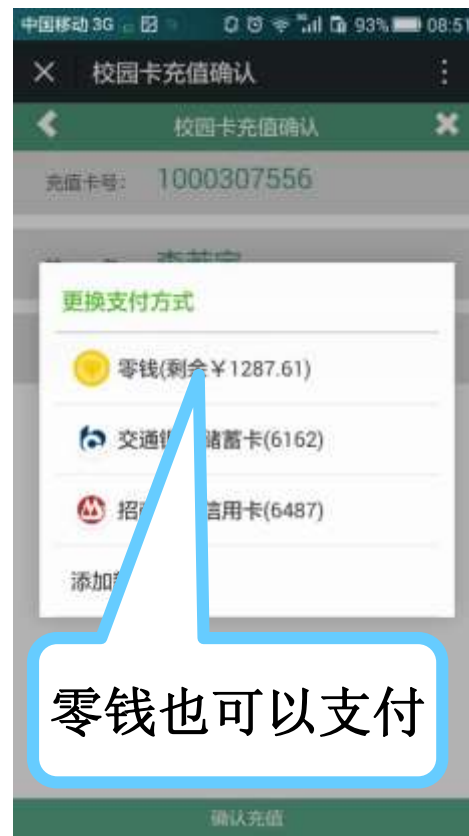 中国移动 3G 93% 08:51
校园卡充值确认
校园卡充值确认
充值卡号： 1000307556
更换支付方式
零钱(剩余￥1287.61)
交通 储蓄卡(6162)
招 信用卡(6487)
添加
零钱也可以支付
确认充值